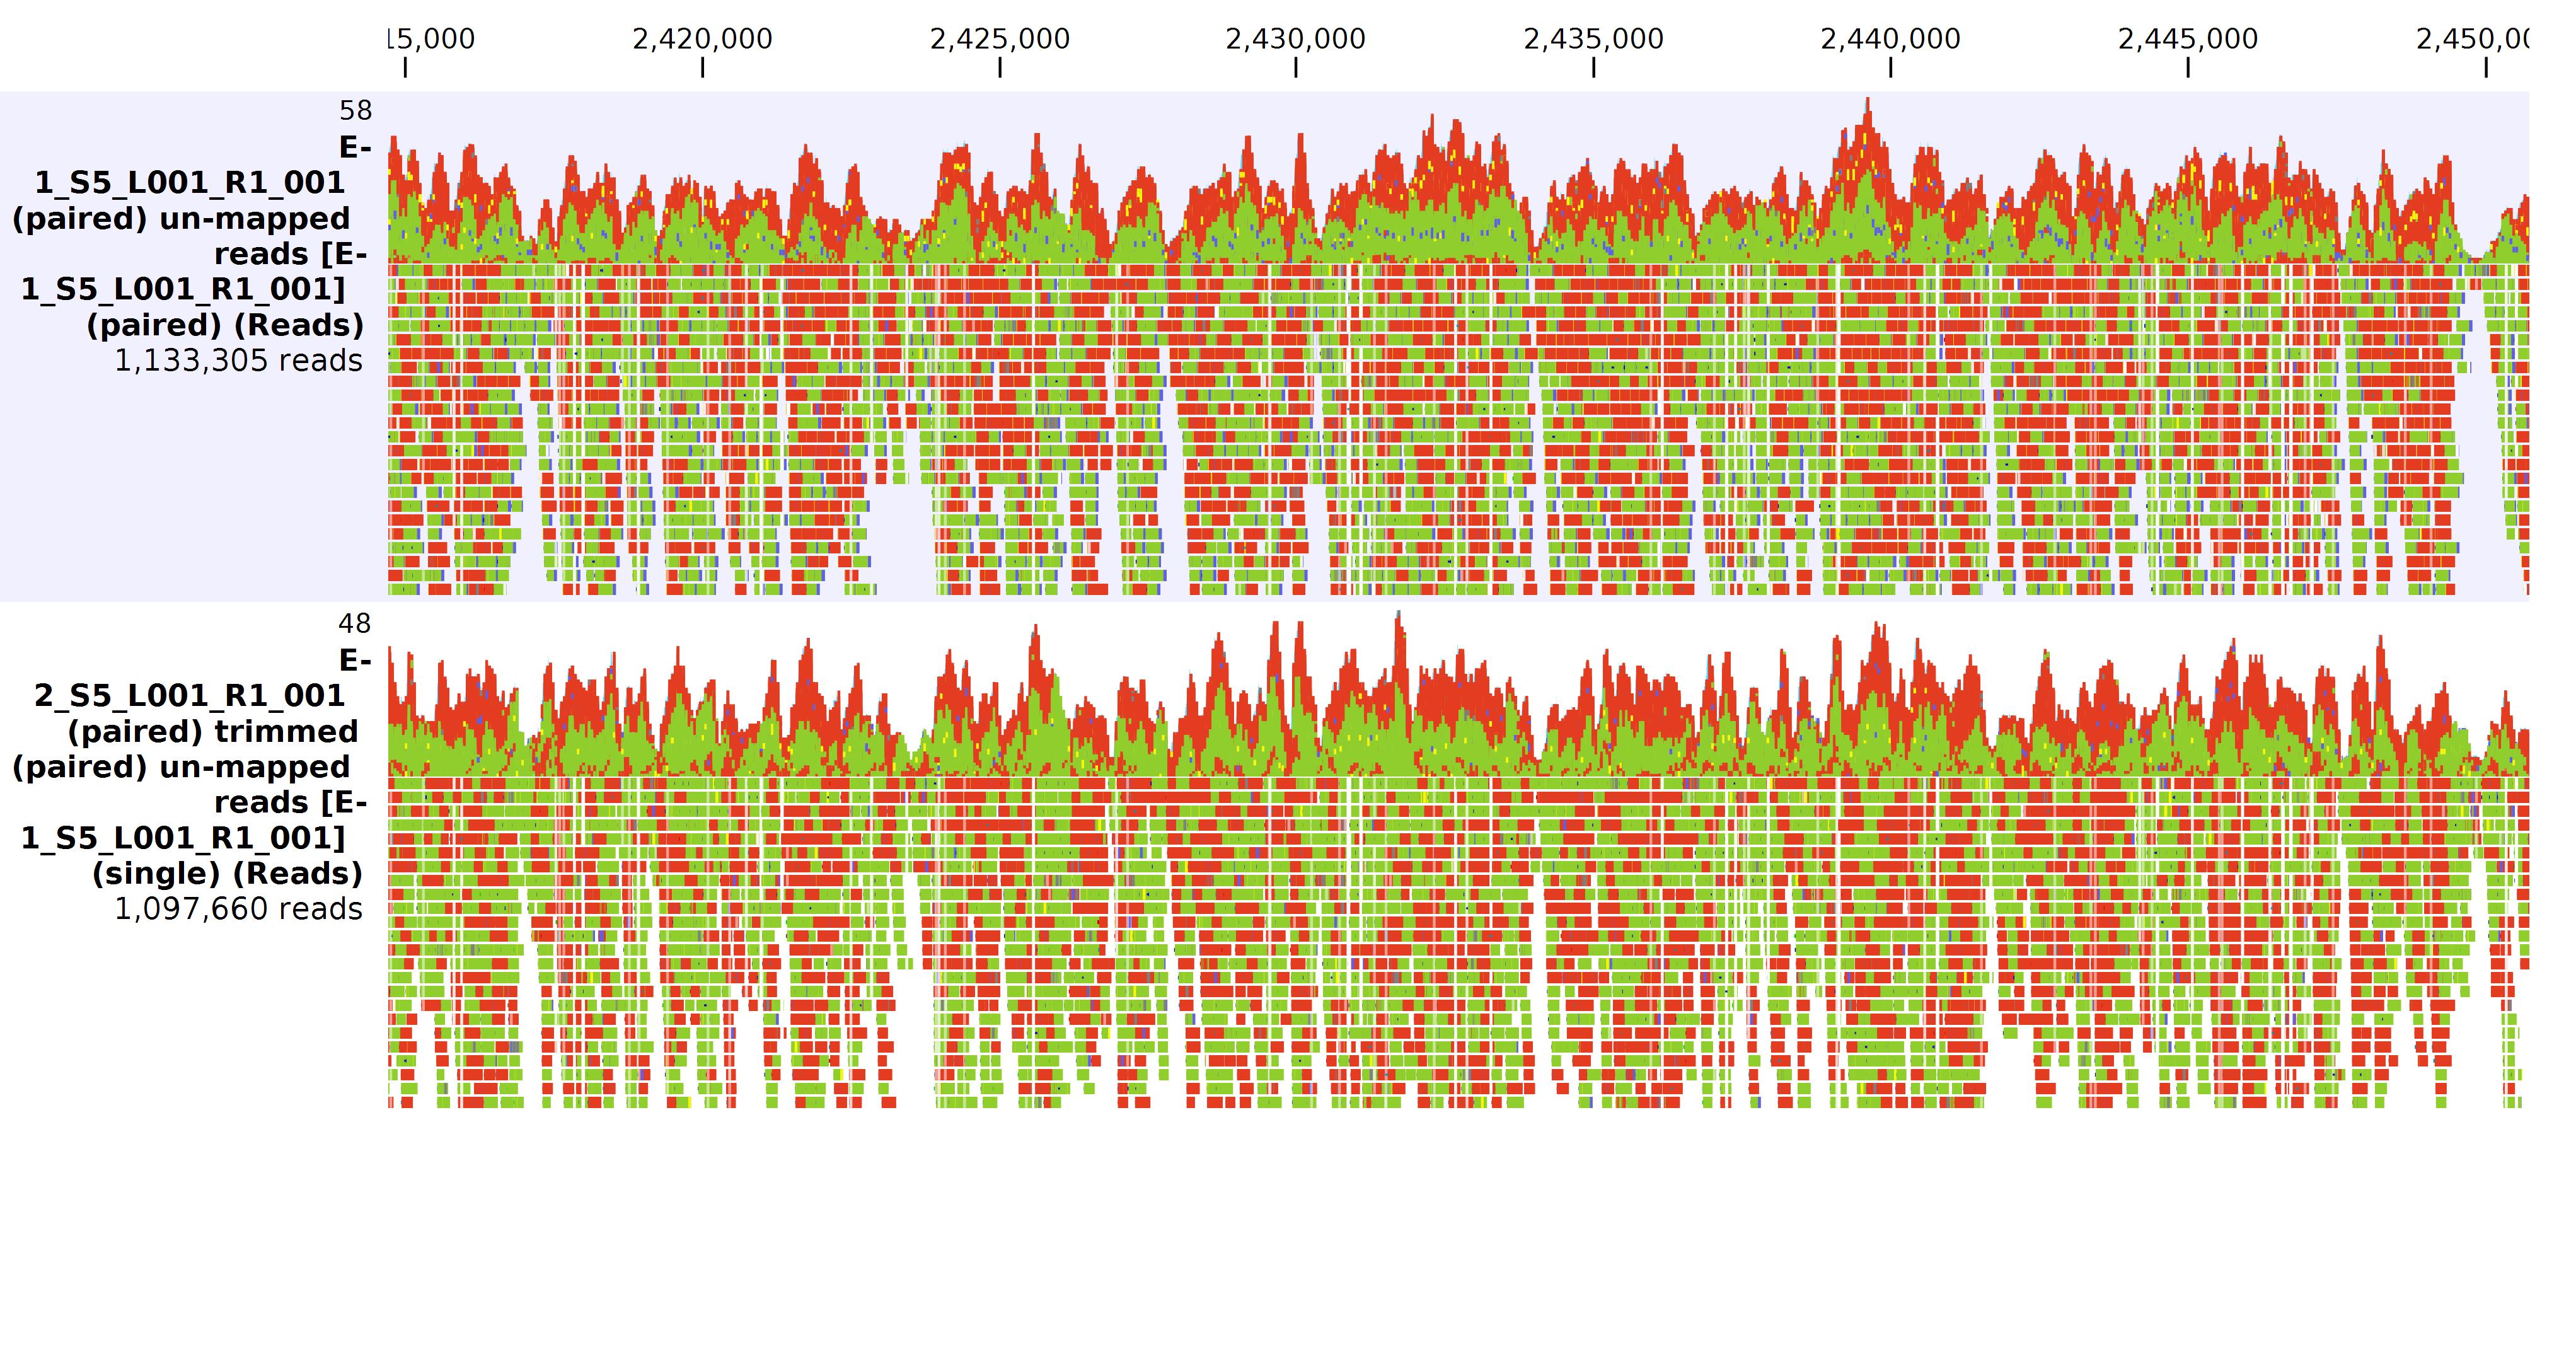 15,000 2,420,000 2,425,000 2,430,000 2,435,000 2,440,000 2,445,000 2,450,0
58
E-
1_S5_L001_R1_001
(paired) un-mapped
reads [E-
1_S5_L001_R1_001]
(paired) (Reads)
1,133,305 reads
48
E-
2_S5_L001_R1_001
(paired) trimmed
(paired) un-mapped
reads [E-
1_S5_L001_R1_001]
(single) (Reads)
1,097,660 reads